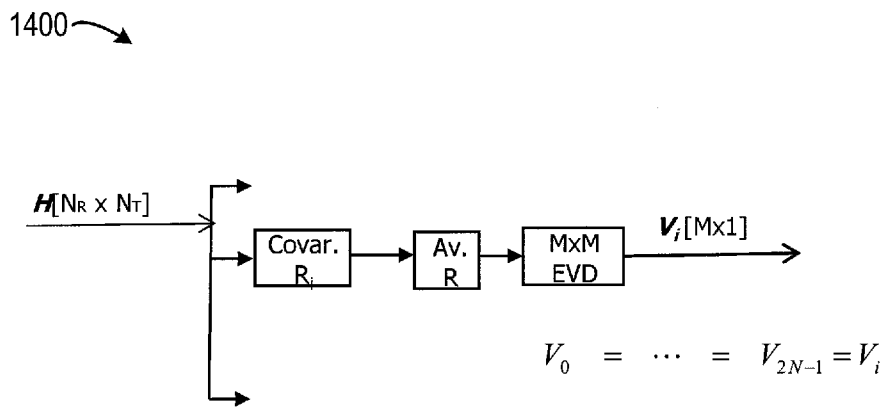 1400
H[NR x NT]
Covar.
Ri
Av.
R
MxM
EVD
Vi[Mx1]
V0 = ⋯ = V2N−1 = Vi